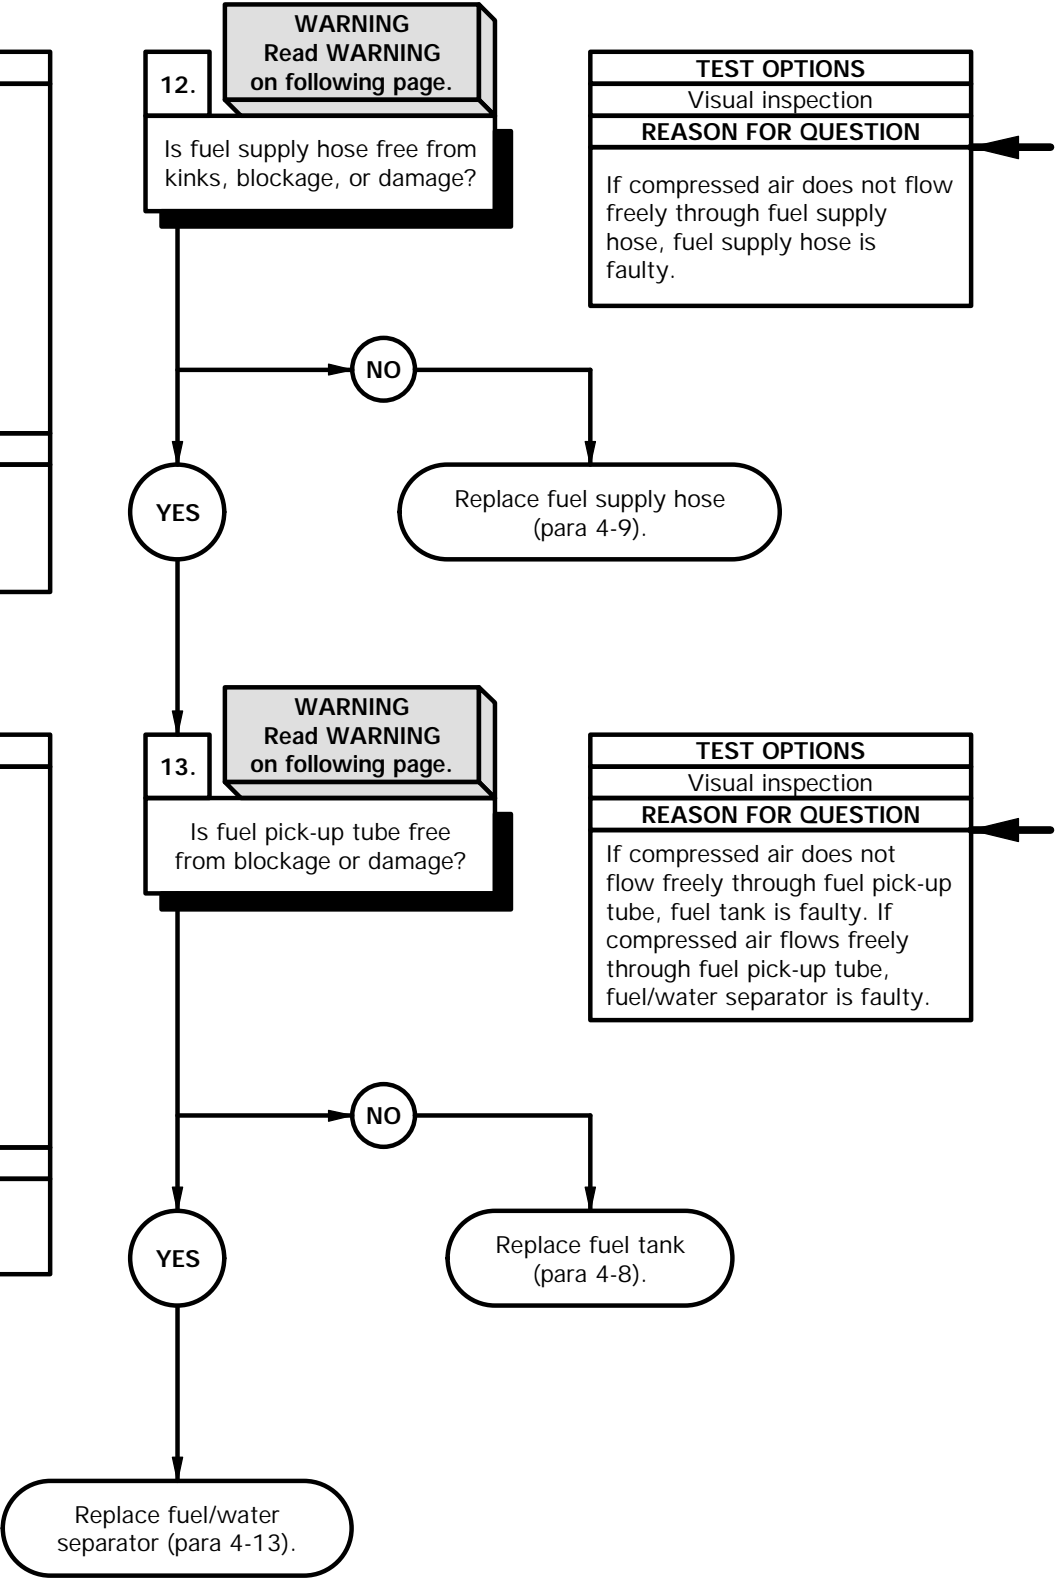 WARNING
Read WARNING
on following page.
12.
Is fuel supply hose free from
kinks, blockage, or damage?
TEST OPTIONS
Visual inspection
REASON FOR QUESTION
If compressed air does not flow
freely through fuel supply
hose, fuel supply hose is
faulty.
NO
YES
Replace fuel supply hose
(para 4-9).
WARNING
Read WARNING
on following page.
13.
Is fuel pick-up tube free
from blockage or damage?
TEST OPTIONS
Visual inspection
REASON FOR QUESTION
If compressed air does not
flow freely through fuel pick-up
tube, fuel tank is faulty. If
compressed air flows freely
through fuel pick-up tube,
fuel/water separator is faulty.
NO
YES
Replace fuel tank
(para 4-8).
Replace fuel/water
separator (para 4-13).